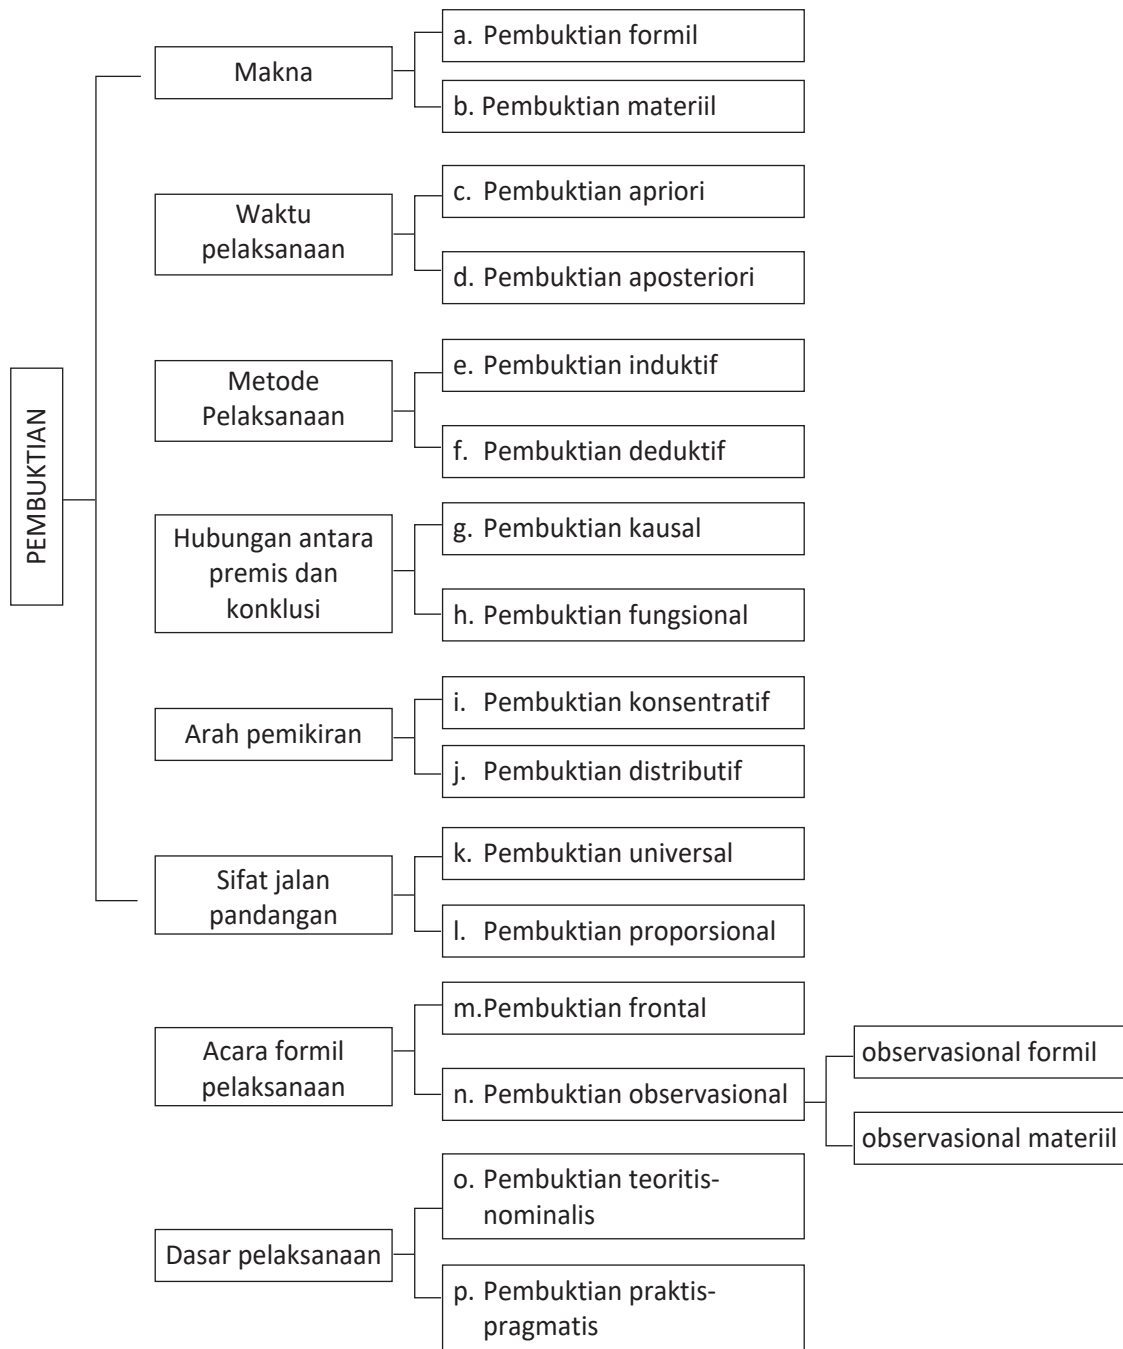 PEMBUKTIAN
Makna
a. Pembuktian formil
b. Pembuktian materiil
Waktu
pelaksanaan
c. Pembuktian apriori
d. Pembuktian aposteriori
Metode
Pelaksanaan
e. Pembuktian induktif
f. Pembuktian deduktif
Hubungan antara
premis dan
konklusi
g. Pembuktian kausal
h. Pembuktian fungsional
Arah pemikiran
i. Pembuktian konsentratif
j. Pembuktian distributif
Sifat jalan
pandangan
k. Pembuktian universal
l. Pembuktian proporsional
Acara formil
pelaksanaan
m.Pembuktian frontal
n. Pembuktian observasional
observasional formil
observasional materiil
Dasar pelaksanaan
o. Pembuktian teoritis-
nominalis
p. Pembuktian praktis-
pragmatis